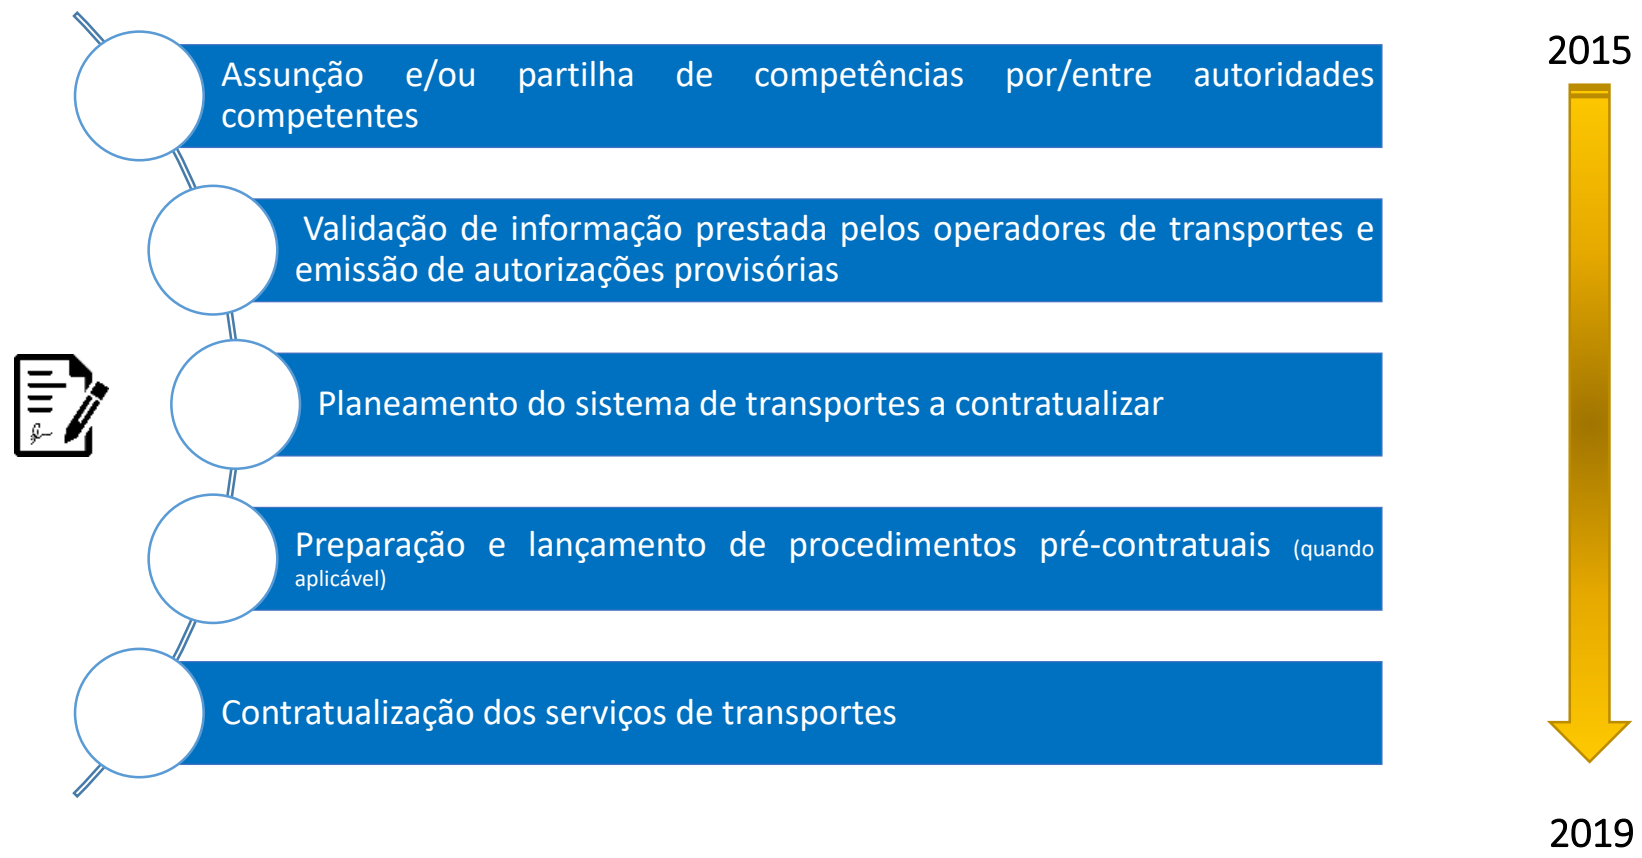 2015
Assunção e/ou partilha de competências por/entre autoridades
competentes
Validação de informação prestada pelos operadores de transportes e
emissão de autorizações provisórias
Planeamento do sistema de transportes a contratualizar
Preparação e lançamento de procedimentos pré-contratuais (quando
aplicável)
Contratualização dos serviços de transportes
2019